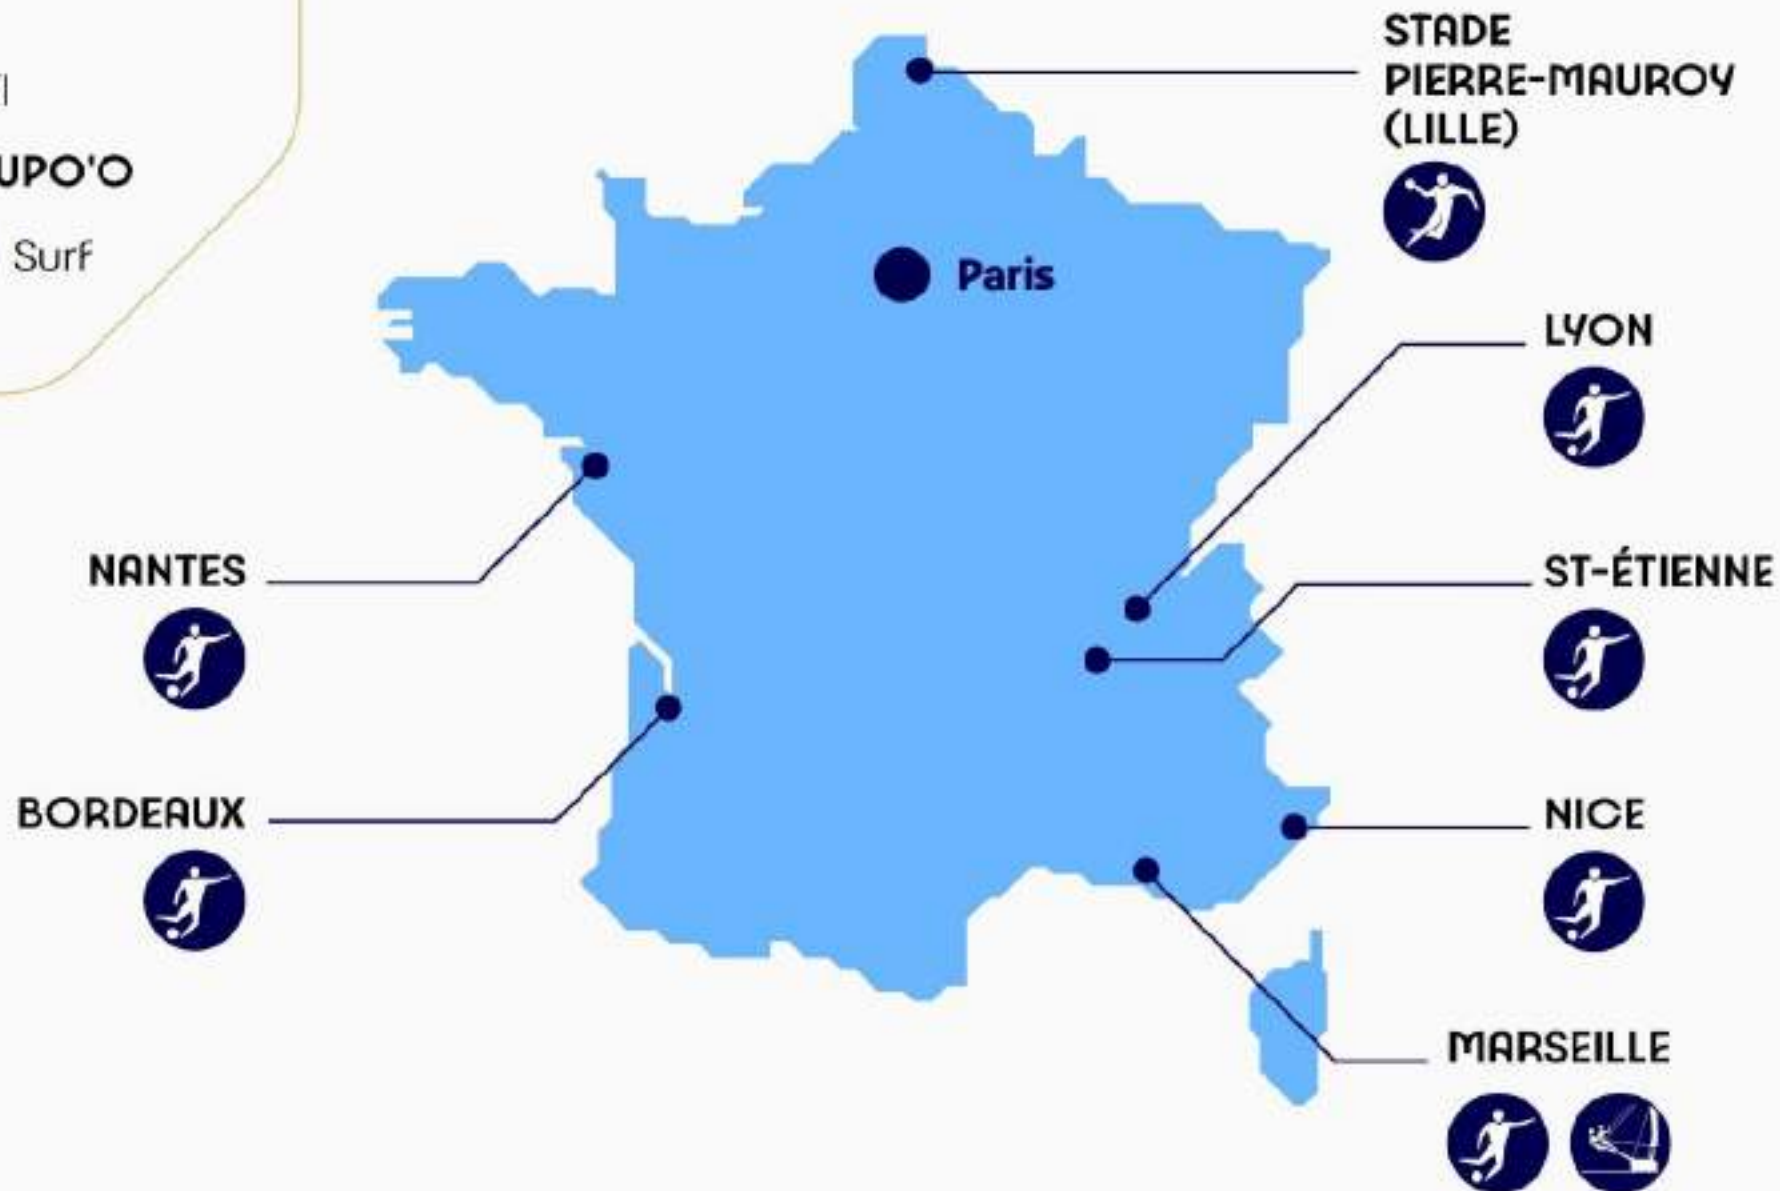 UPO'O
Surf
STADE
PIERRE-MAUROY
(LILLE)
Paris
LYON
NANTES
ST-ÉTIENNE
BORDEAUX
NICE
MARSEILLE